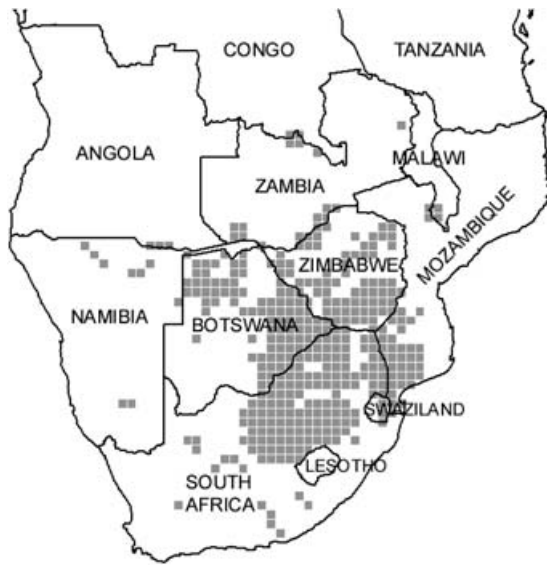 CONGO
TANZANIA
ANGOLA
MALAWI
ZAMBIA
MOZAMBIQUE
ZIMBABWE
NAMIBIA
BOTSWANA
SWAZILAND
LESOTHO
SOUTH
AFRICA